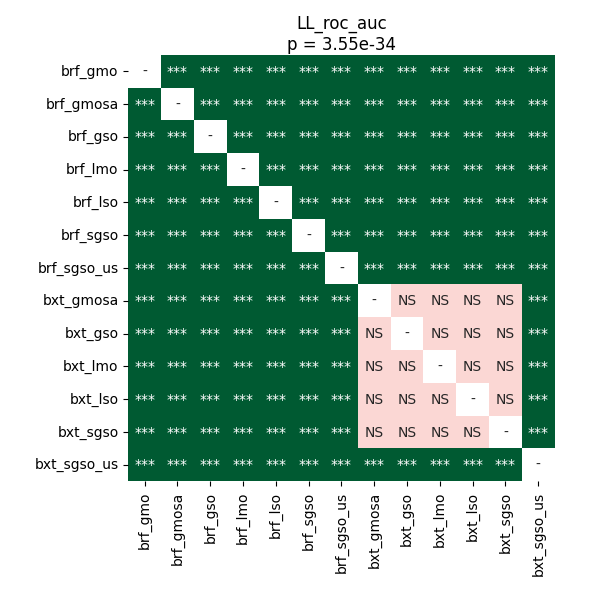 LL_roc_auc
p = 3.55e-34
brf_gmo - *** *** *** *** *** *** *** *** *** *** *** ***
brf_gmosa *** - *** *** *** *** *** *** *** *** *** *** ***
brf_gso *** *** - *** *** *** *** *** *** *** *** *** ***
brf_lmo *** *** *** - *** *** *** *** *** *** *** *** ***
brf_lso *** *** *** *** - *** *** *** *** *** *** *** ***
brf_sgso *** *** *** *** *** - *** *** *** *** *** *** ***
brf_sgso_us *** *** *** *** *** *** - *** *** *** *** *** ***
bxt_gmosa *** *** *** *** *** *** *** - NS NS NS NS ***
bxt_gso *** *** *** *** *** *** *** NS - NS NS NS ***
bxt_lmo *** *** *** *** *** *** *** NS NS - NS NS ***
bxt_lso *** *** *** *** *** *** *** NS NS NS - NS ***
bxt_sgso *** *** *** *** *** *** *** NS NS NS NS - ***
bxt_sgso_us *** *** *** *** *** *** *** *** *** *** *** *** -
brf_gmo brf_gmosa brf_gso brf_lmo brf_lso brf_sgso brf_sgso_us bxt_gmosa bxt_gso bxt_lmo bxt_lso bxt_sgso bxt_sgso_us